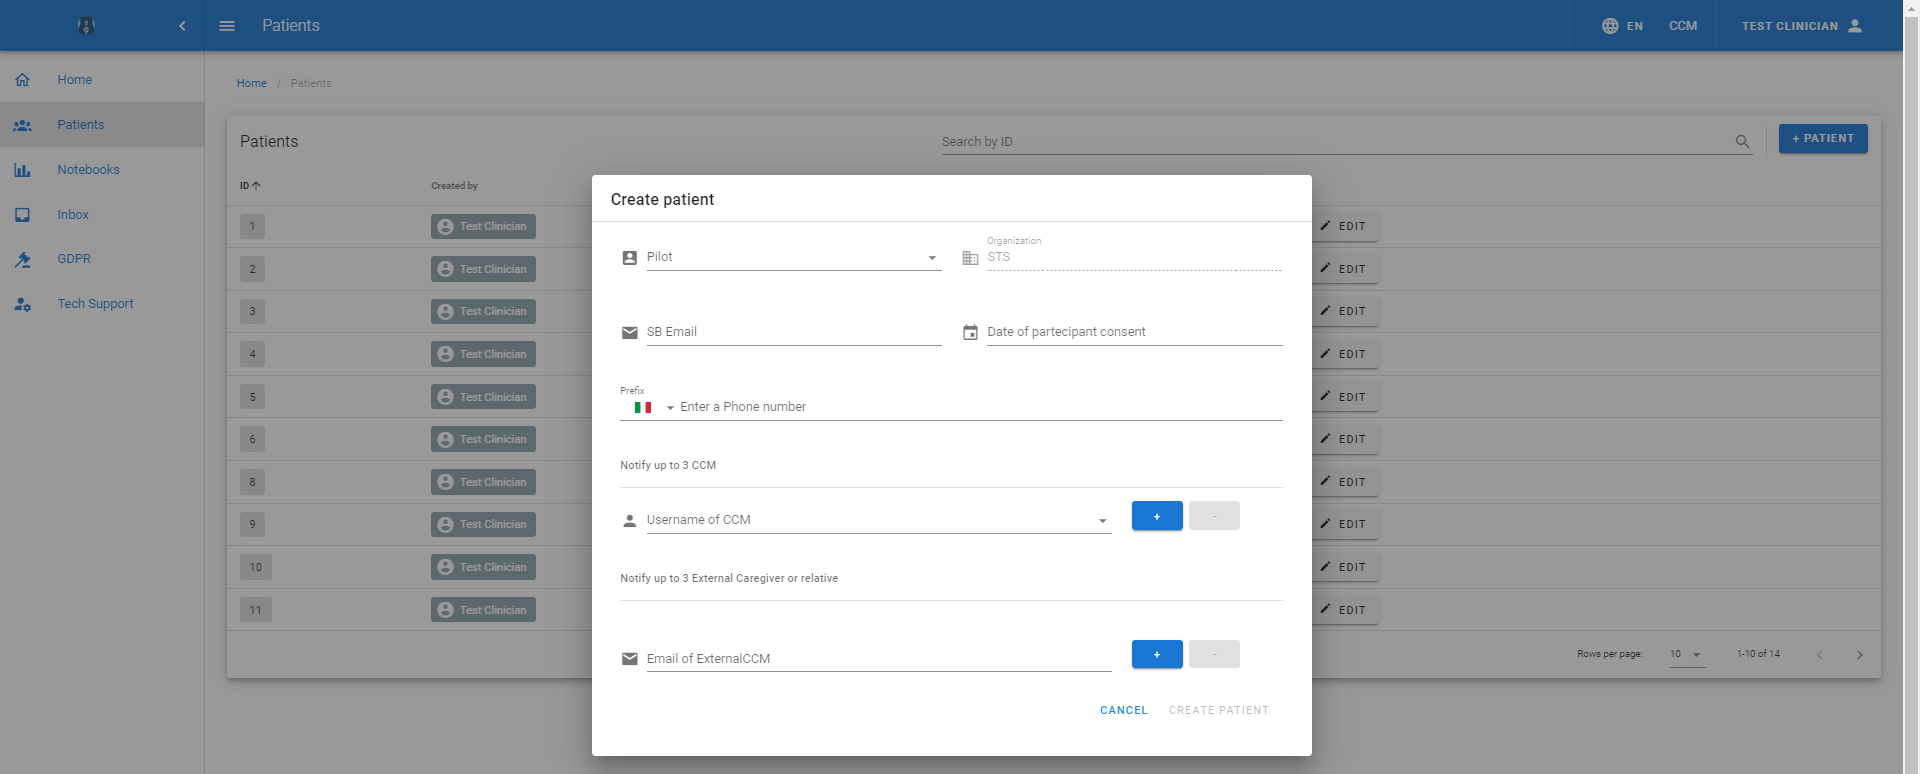 Patients
EN
CCM
TEST CLINICIAN
Home
Patients
Notebooks
Inbox
GDPR
Tech Support
Home / Patients
Patients
Search by ID
+ PATIENT
ID
Created by
1 Test Clinician EDIT
2 Test Clinician EDIT
3 Test Clinician EDIT
4 Test Clinician EDIT
5 Test Clinician EDIT
6 Test Clinician EDIT
8 Test Clinician EDIT
9 Test Clinician EDIT
10 Test Clinician EDIT
11 Test Clinician EDIT
Rows per page: 10 1-10 of 14
Create patient
Pilot
Organization
STS
SB Email
Date of partecipant consent
Prefix
Enter a Phone number
Notify up to 3 CCM
Username of CCM
+ -
Notify up to 3 External Caregiver or relative
Email of ExternalCCM
+ -
CANCEL CREATE PATIENT